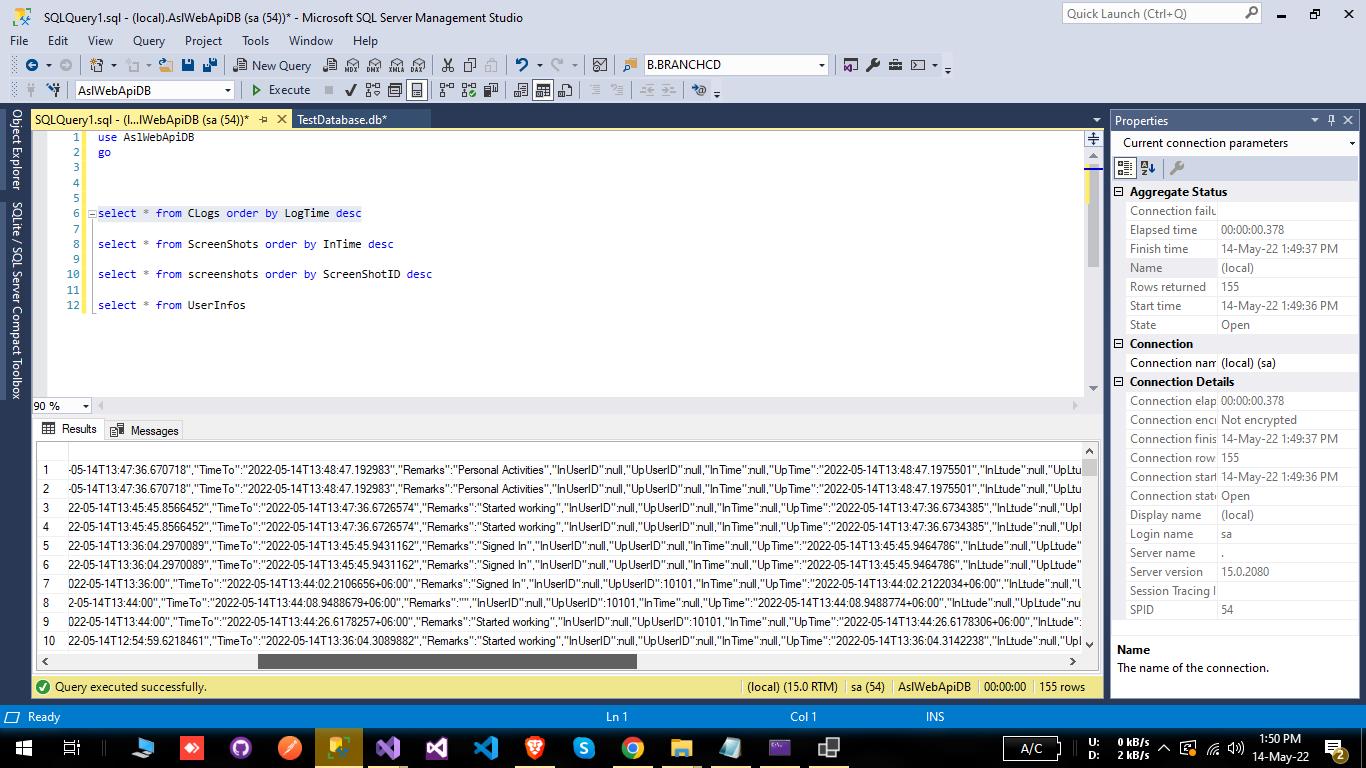 SQLQuery1.sql - (local).AslWebApiDB (sa (54))* - Microsoft SQL Server Management Studio
Quick Launch (Ctrl+Q)
File Edit View Query Project Tools Window Help
New Query
MDX DMX XMLA DAX
B.BRANCHCD
AslWebApiDB
Execute
Object Explorer
SQLite / SQL Server Compact Toolbox
SQLQuery1.sql - (l...lWebApiDB (sa (54))*
TestDatabase.db*
1 use AslWebApiDB
2 go
3
4
5
6 select * from CLogs order by LogTime desc
7
8 select * from ScreenShots order by InTime desc
9
10 select * from screenshots order by ScreenShotID desc
11
12 select * from UserInfos
90 %
Results Messages
1 -05-14T13:47:36.670718","TimeTo":"2022-05-14T13:48:47.192983","Remarks":"Personal Activities","InUserID":null,"UpUserID":null,"InTime":null,"UpTime":"2022-05-14T13:48:47.1975501","InLtude":null,"UpLtu
2 -05-14T13:47:36.670718","TimeTo":"2022-05-14T13:48:47.192983","Remarks":"Personal Activities","InUserID":null,"UpUserID":null,"InTime":null,"UpTime":"2022-05-14T13:48:47.1975501","InLtude":null,"UpLtu
3 22-05-14T13:45:45.8566452","TimeTo":"2022-05-14T13:47:36.6726574","Remarks":"Started working","InUserID":null,"UpUserID":null,"InTime":null,"UpTime":"2022-05-14T13:47:36.6734385","InLtude":null,"Upl
4 22-05-14T13:45:45.8566452","TimeTo":"2022-05-14T13:47:36.6726574","Remarks":"Started working","InUserID":null,"UpUserID":null,"InTime":null,"UpTime":"2022-05-14T13:47:36.6734385","InLtude":null,"Upl
5 22-05-14T13:36:04.2970089","TimeTo":"2022-05-14T13:45:45.9431162","Remarks":"Signed In","InUserID":null,"UpUserID":null,"InTime":null,"UpTime":"2022-05-14T13:45:45.9464786","InLtude":null,"UpLtude":n
6 22-05-14T13:36:04.2970089","TimeTo":"2022-05-14T13:45:45.9431162","Remarks":"Signed In","InUserID":null,"UpUserID":null,"InTime":null,"UpTime":"2022-05-14T13:45:45.9464786","InLtude":null,"UpLtude":n
7 022-05-14T13:36:00","TimeTo":"2022-05-14T13:44:02.2106656+06:00","Remarks":"Signed In","InUserID":null,"UpUserID":10101,"InTime":null,"UpTime":"2022-05-14T13:44:02.2122034+06:00","InLtude":null,"U
8 2-05-14T13:44:00","TimeTo":"2022-05-14T13:44:08.9488679+06:00","Remarks":"","InUserID":null,"UpUserID":10101,"InTime":null,"UpTime":"2022-05-14T13:44:08.9488774+06:00","InLtude":null,"UpLtude":nu
9 022-05-14T13:44:00","TimeTo":"2022-05-14T13:44:26.6178257+06:00","Remarks":"Started working","InUserID":null,"UpUserID":10101,"InTime":null,"UpTime":"2022-05-14T13:44:26.6178306+06:00","InLtude":
10 22-05-14T12:54:59.6218461","TimeTo":"2022-05-14T13:36:04.3089882","Remarks":"Started working","InUserID":null,"UpUserID":null,"InTime":null,"UpTime":"2022-05-14T13:36:04.3142238","InLtude":null,"Upl
Query executed successfully.
(local) (15.0 RTM) sa (54) AslWebApiDB 00:00:00 155 rows
Properties
Current connection parameters
Aggregate Status
Connection failu
Elapsed time 00:00:00.378
Finish time 14-May-22 1:49:37 PM
Name (local)
Rows returned 155
Start time 14-May-22 1:49:36 PM
State Open
Connection
Connection nam (local) (sa)
Connection Details
Connection elap 00:00:00.378
Connection encr Not encrypted
Connection finis 14-May-22 1:49:37 PM
Connection row 155
Connection start 14-May-22 1:49:36 PM
Connection state Open
Display name (local)
Login name sa
Server name .
Server version 15.0.2080
Session Tracing I
SPID 54
Name
The name of the connection.
Ready
Ln 1
Col 1
INS
A/C
U: 0 kB/s
D: 2 kB/s
1:50 PM
14-May-22
2